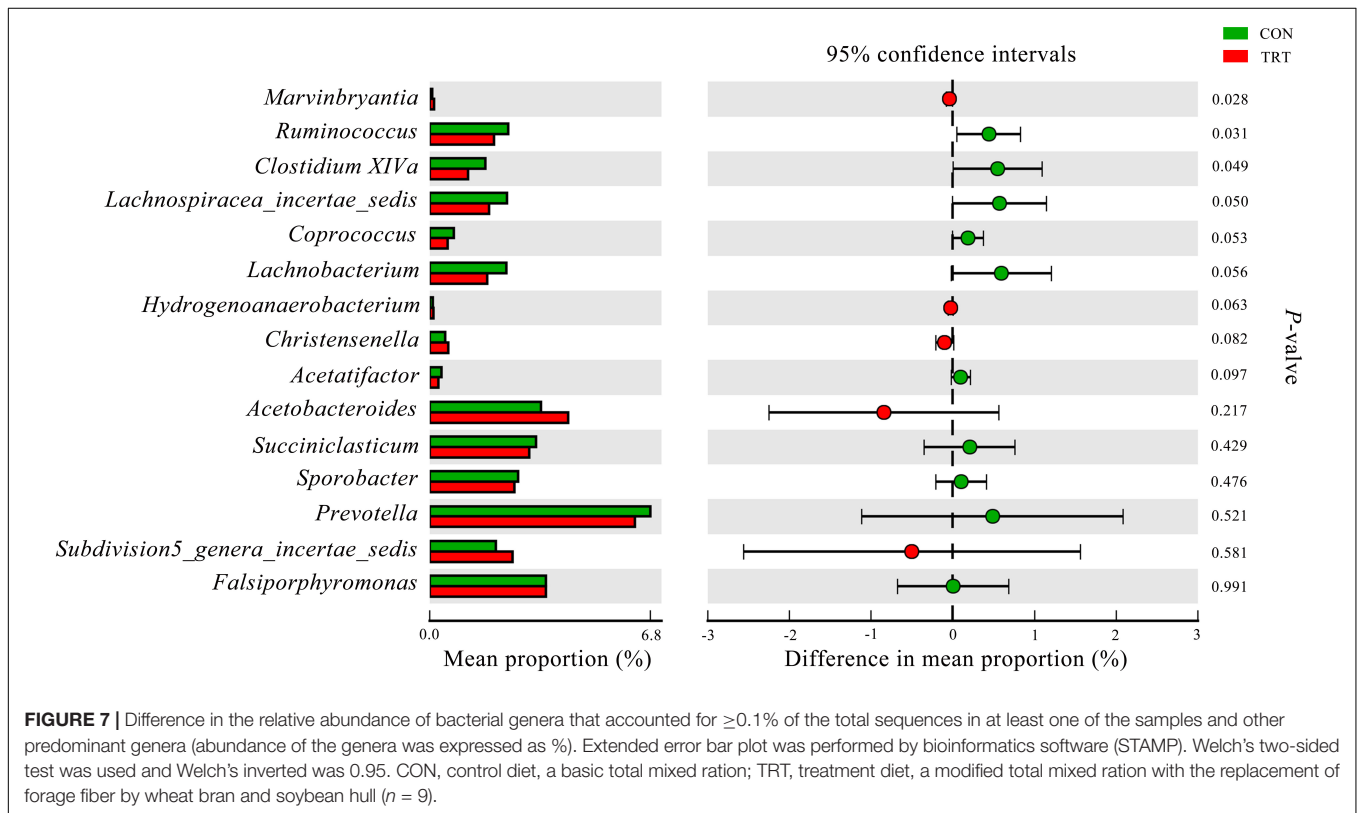 CON
TRT
95% confidence intervals
Marvinbryantia 0.028
Ruminococcus 0.031
Clostidium XIVa 0.049
Lachnospiracea_incertae_sedis 0.050
Coprococcus 0.053
Lachnobacterium 0.056
Hydrogenoanaerobacterium 0.063
Christensenella 0.082
Acetatifactor 0.097
Acetobacteroides 0.217
Succiniclasticum 0.429
Sporobacter 0.476
Prevotella 0.521
Subdivision5_genera_incertae_sedis 0.581
Falsiporphyromonas 0.991
P-valve
0.0 6.8 -3 -2 -1 0 1 2 3
Mean proportion (%) Difference in mean proportion (%)
FIGURE 7 | Difference in the relative abundance of bacterial genera that accounted for ≥0.1% of the total sequences in at least one of the samples and other
predominant genera (abundance of the genera was expressed as %). Extended error bar plot was performed by bioinformatics software (STAMP). Welch's two-sided
test was used and Welch's inverted was 0.95. CON, control diet, a basic total mixed ration; TRT, treatment diet, a modified total mixed ration with the replacement of
forage fiber by wheat bran and soybean hull (n = 9).